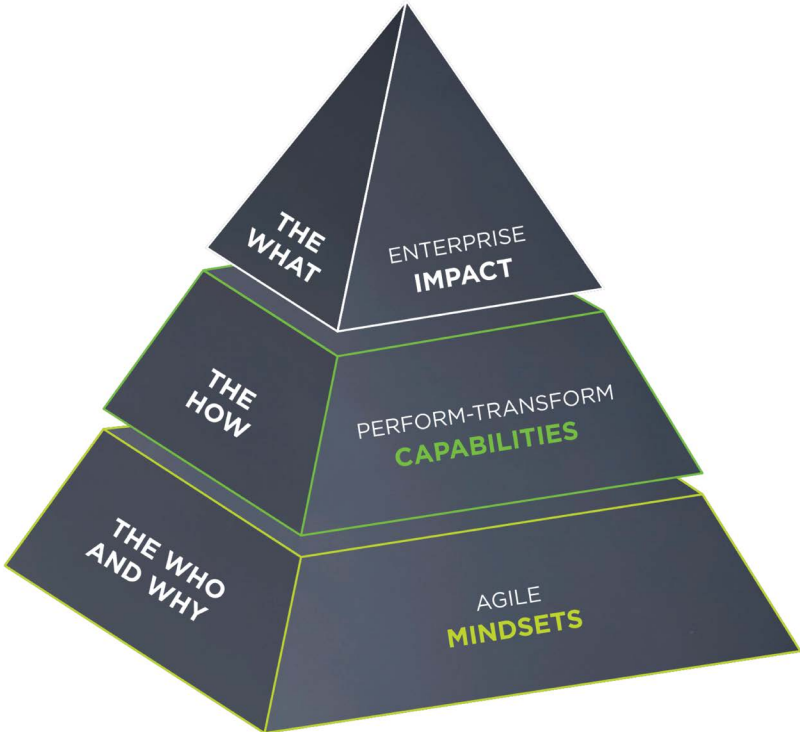 THE
WHAT
ENTERPRISE
IMPACT
THE
HOW
PERFORM-TRANSFORM
CAPABILITIES
THE WHO
AND WHY
AGILE
MINDSETS